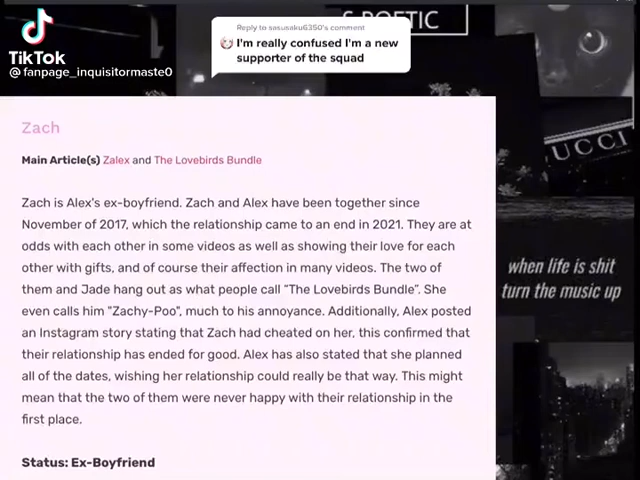 S POETIC
TikTok
@ fanpage_inquisitormaste0
Reply to sasusaku6350's comment
I'm really confused I'm a new
supporter of the squad
Zach
Main Article(s) Zalex and The Lovebirds Bundle
Zach is Alex's ex-boyfriend. Zach and Alex have been together since
November of 2017, which the relationship came to an end in 2021. They are at
odds with each other in some videos as well as showing their love for each
other with gifts, and of course their affection in many videos. The two of
them and Jade hang out as what people call "The Lovebirds Bundle". She
even calls him "Zachy-Poo", much to his annoyance. Additionally, Alex posted
an Instagram story stating that Zach had cheated on her, this confirmed that
their relationship has ended for good. Alex has also stated that she planned
all of the dates, wishing her relationship could really be that way. This might
mean that the two of them were never happy with their relationship in the
first place.
Status: Ex-Boyfriend
UCCI
when life is shit
turn the music up